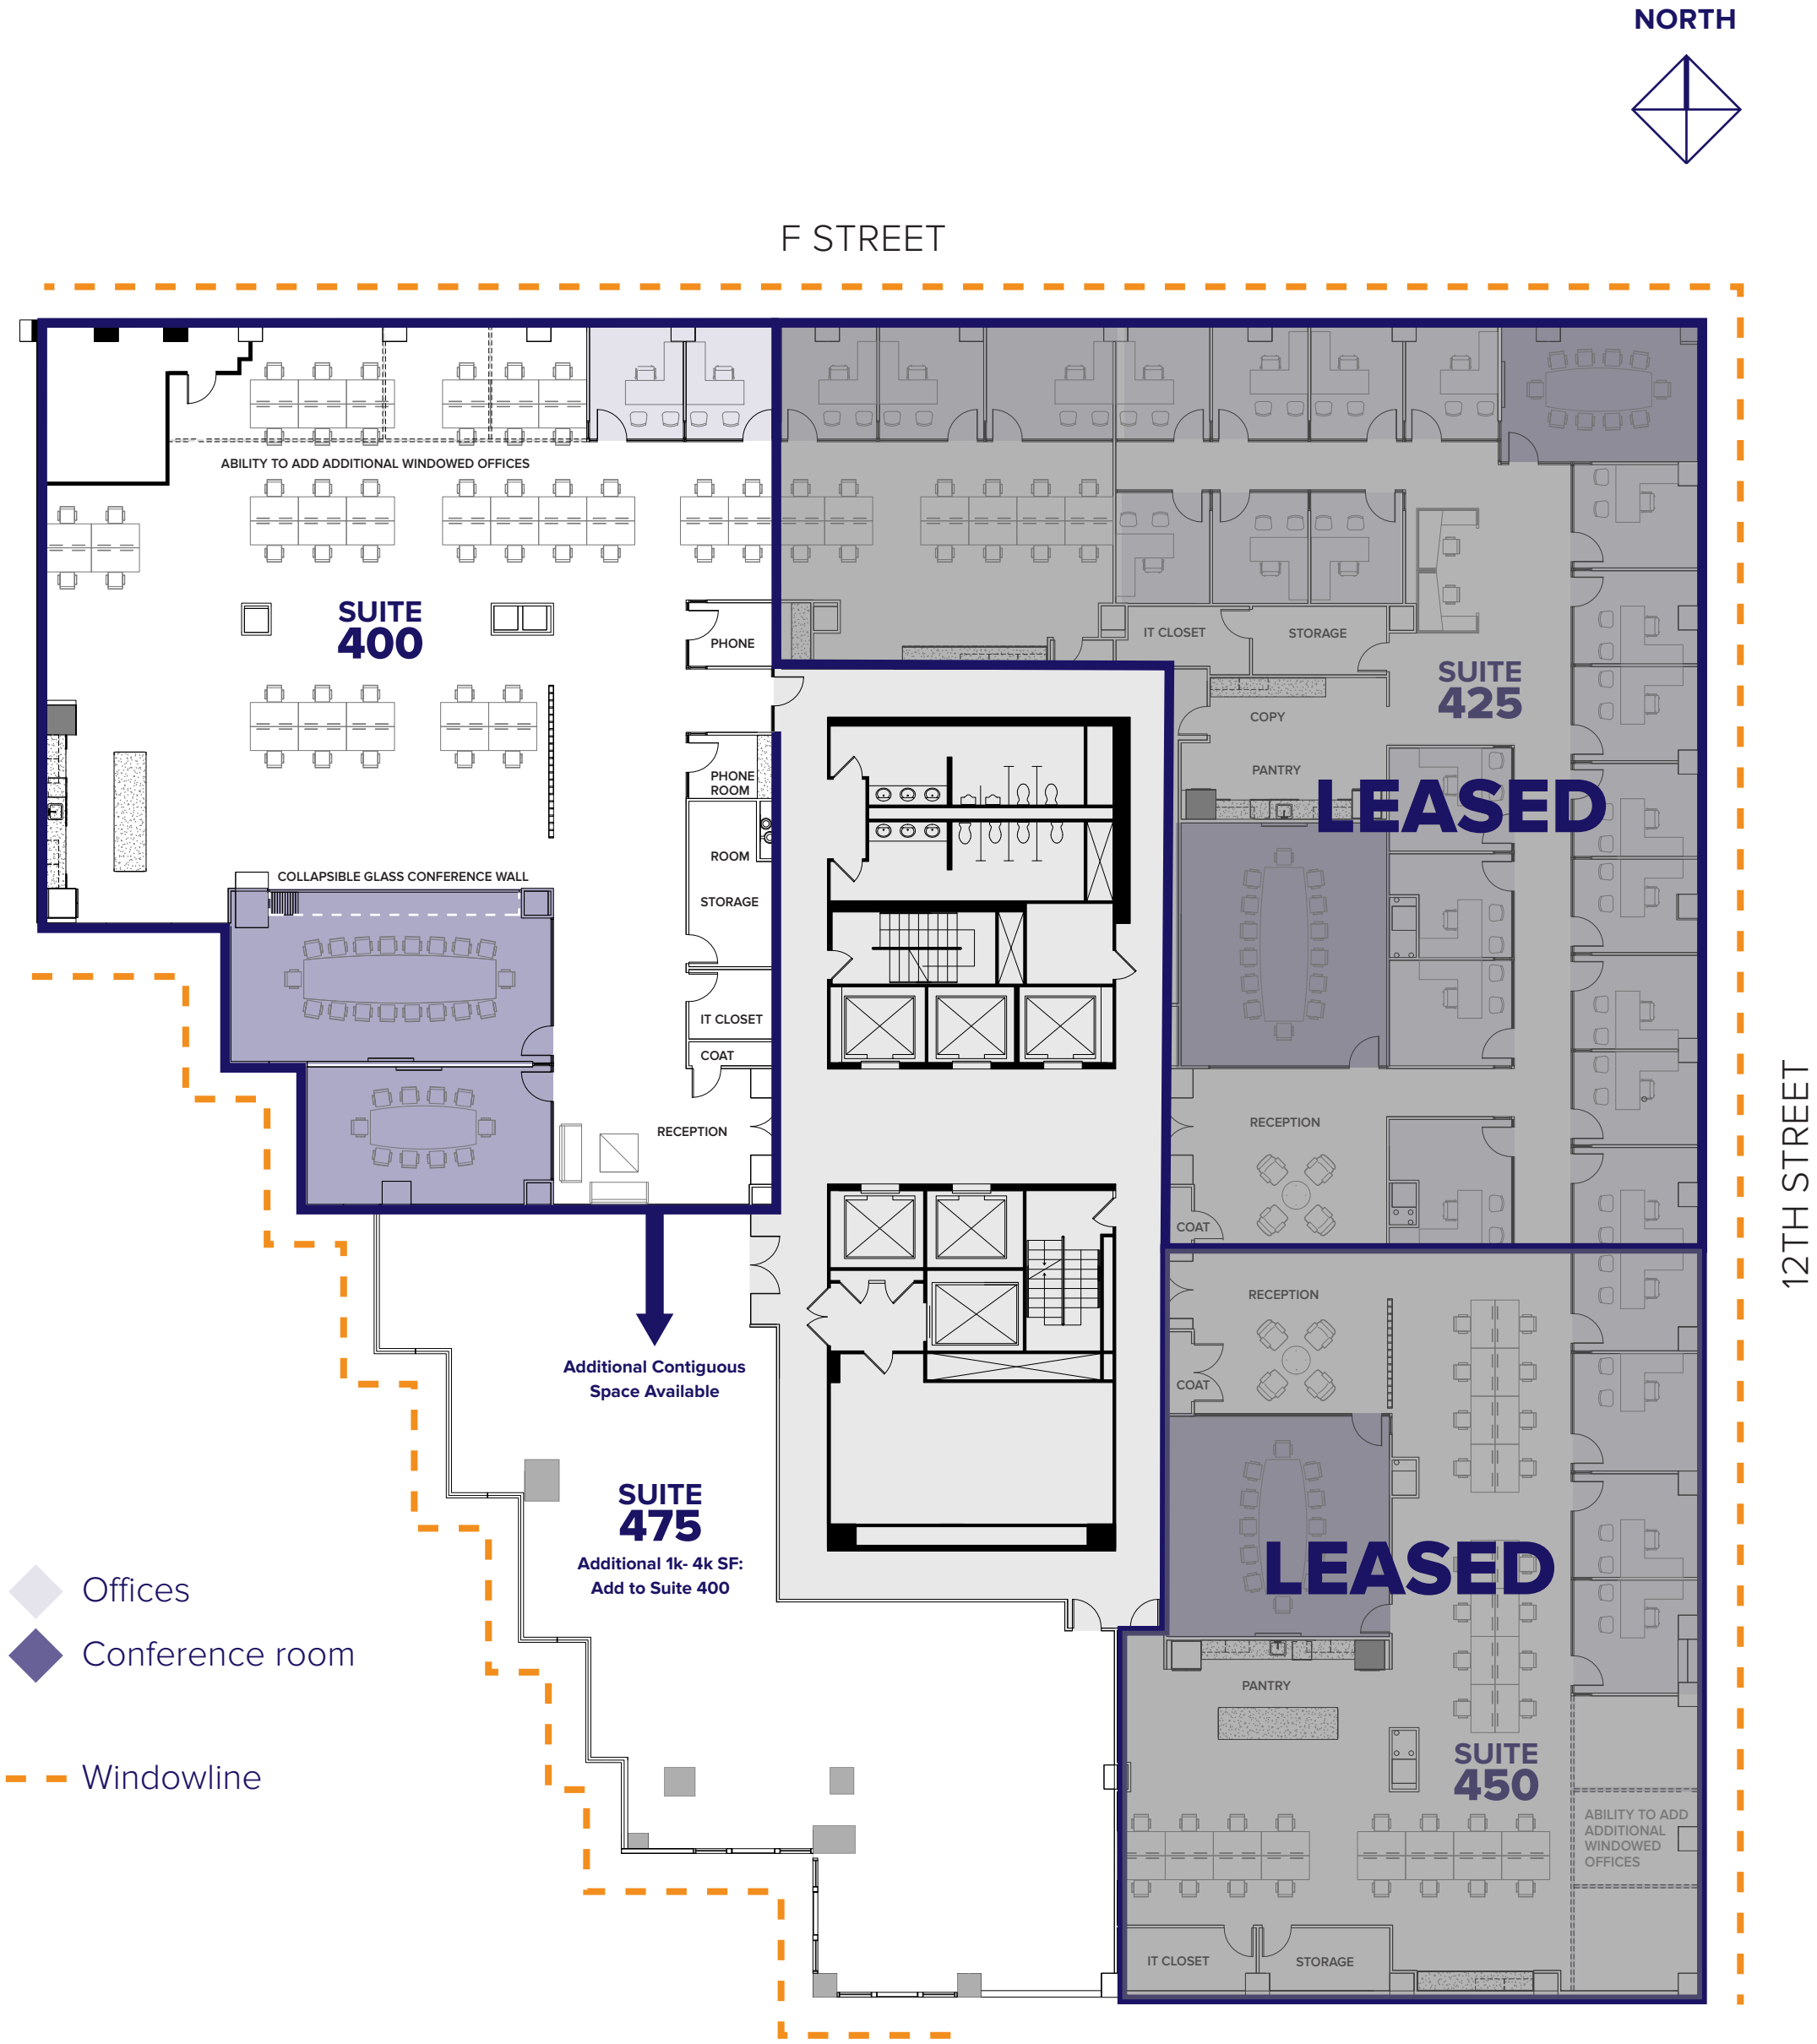 NORTH
F STREET
ABILITY TO ADD ADDITIONAL WINDOWED OFFICES
SUITE
400
PHONE
PHONE
ROOM
ROOM
STORAGE
COLLAPSIBLE GLASS CONFERENCE WALL
IT CLOSET
COAT
RECEPTION
IT CLOSET
STORAGE
SUITE
425
COPY
PANTRY
LEASED
RECEPTION
COAT
12TH STREET
Additional Contiguous
Space Available
SUITE
475
Additional 1k- 4k SF:
Add to Suite 400
RECEPTION
COAT
LEASED
PANTRY
SUITE
450
ABILITY TO ADD
ADDITIONAL
WINDOWED
OFFICES
IT CLOSET
STORAGE
Offices
Conference room
Windowline